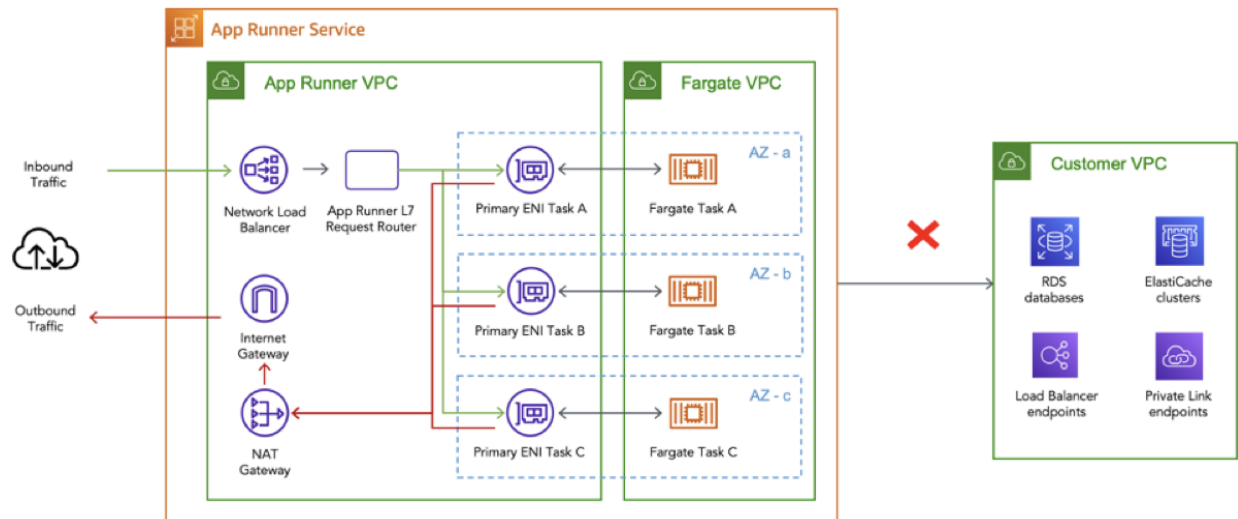 App Runner Service
App Runner VPC
Fargate VPC
Customer VPC
Inbound
Traffic
Network Load
Balancer
App Runner L7
Request Router
Primary ENI Task A
Fargate Task A
AZ - a
Outbound
Traffic
Internet
Gateway
Primary ENI Task B
Fargate Task B
AZ - b
NAT
Gateway
Primary ENI Task C
Fargate Task C
AZ - c
RDS
databases
ElastiCache
clusters
Load Balancer
endpoints
Private Link
endpoints